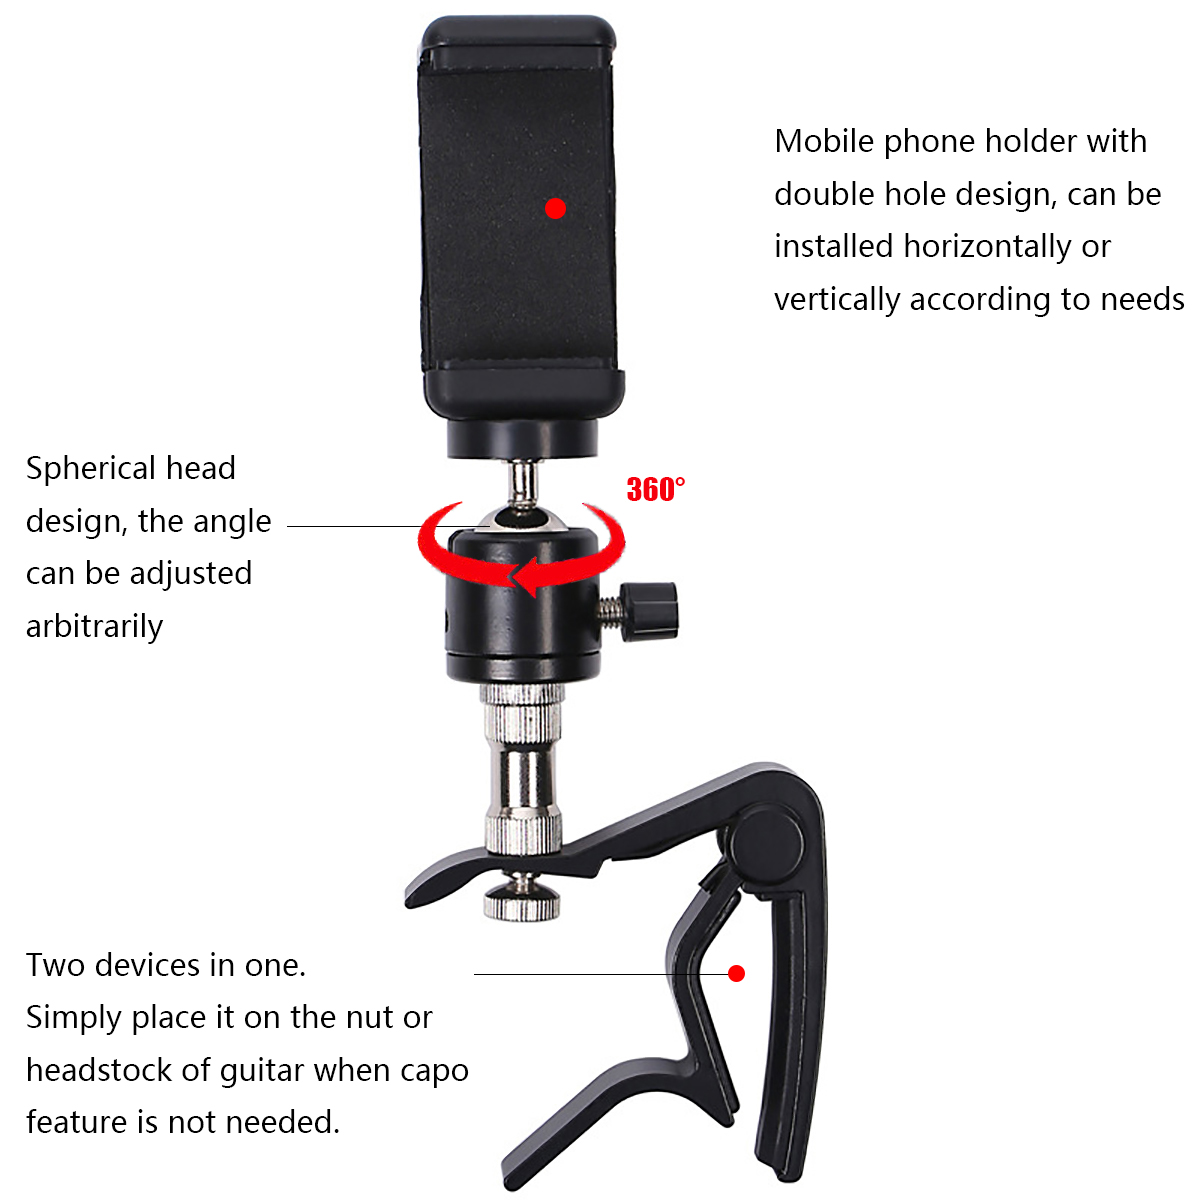 Mobile phone holder with
double hole design, can be
installed horizontally or
vertically according to needs
Spherical head
design, the angle
can be adjusted
arbitrarily
360°
Two devices in one.
Simply place it on the nut or
headstock of guitar when capo
feature is not needed.